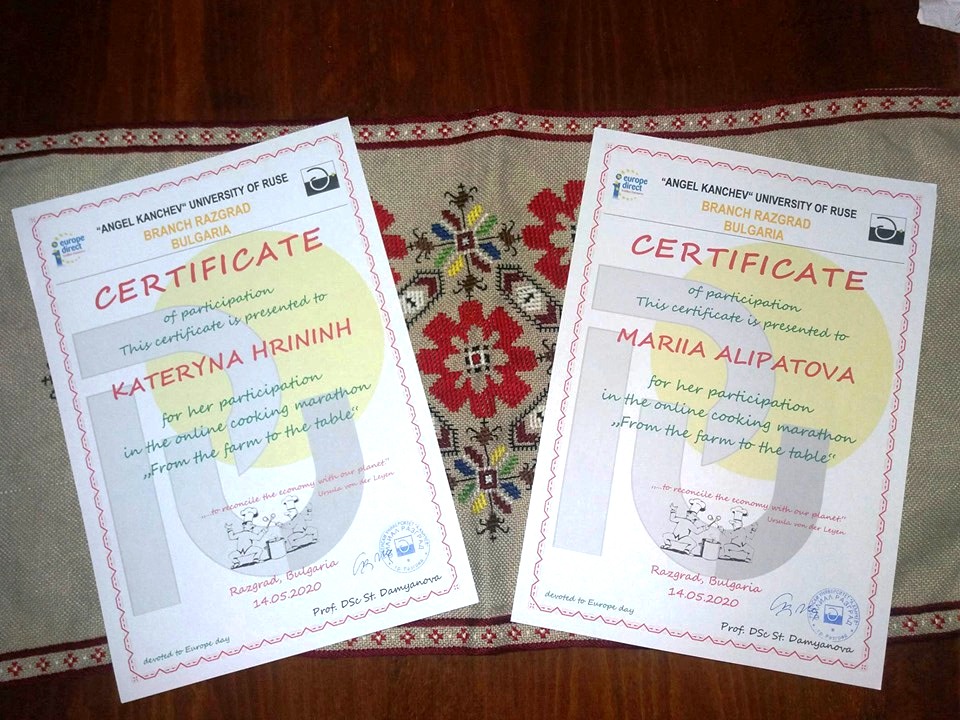 europe
direct
"ANGEL KANCHEV" UNIVERSITY OF RUSE
BRANCH RAZGRAD
BULGARIA
CERTIFICATE
of participation
This certificate is presented to
KATERYNA HRININH
for her participation
in the online cooking marathon
„From the farm to the table“
„...to reconcile the economy with our planet.“
Ursula von der Leyen
Razgrad, Bulgaria
14.05.2020
Prof. DSc St. Damyanova
devoted to Europe day
europe
direct
"ANGEL KANCHEV" UNIVERSITY OF RUSE
BRANCH RAZGRAD
BULGARIA
CERTIFICATE
of participation
This certificate is presented to
MARIIA ALIPATOVA
for her participation
in the online cooking marathon
„From the farm to the table“
„...to reconcile the economy with our planet.“
Ursula von der Leyen
Razgrad, Bulgaria
14.05.2020
Prof. DSc St. Damyanova
devoted to Europe day